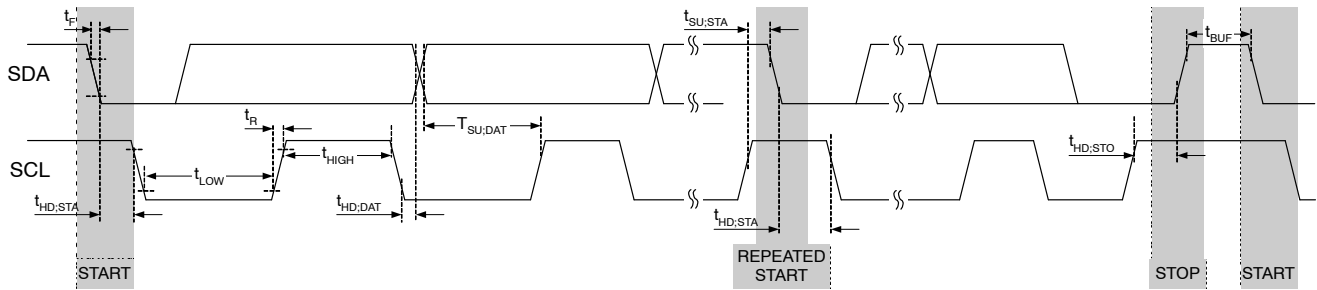 tF
tSU;STA
tBUF
SDA
tR
TSU;DAT
tHIGH
tHD;STO
SCL
tLOW
tHD;STA
tHD;DAT
tHD;STA
START
REPEATED
START
STOP
START